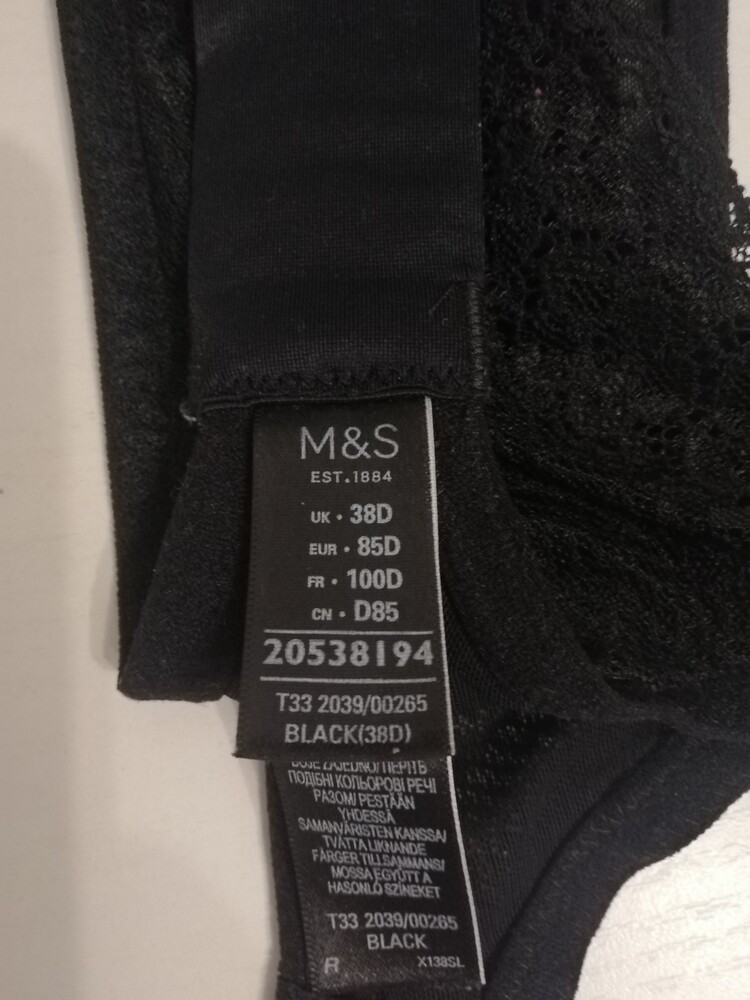 M&S
EST.1884
UK • 38D
EUR • 85D
FR • 100D
CN • D85
20538194
T33 2039/00265
BLACK(38D)
ПОДІБНІ КОЛЬОРОВІ РЕЧІ
РАЗОМ/ PESTÄÄN
YHDESSÄ
SAMANVÄRISTEN KANSSA/
TVÄTTA LIKNANDE
FÄRGER TILLSAMMANS/
MOSSA EGYÜTT A
HASONLÓ SZÍNEKET
T33 2039/00265
BLACK
R X138SL